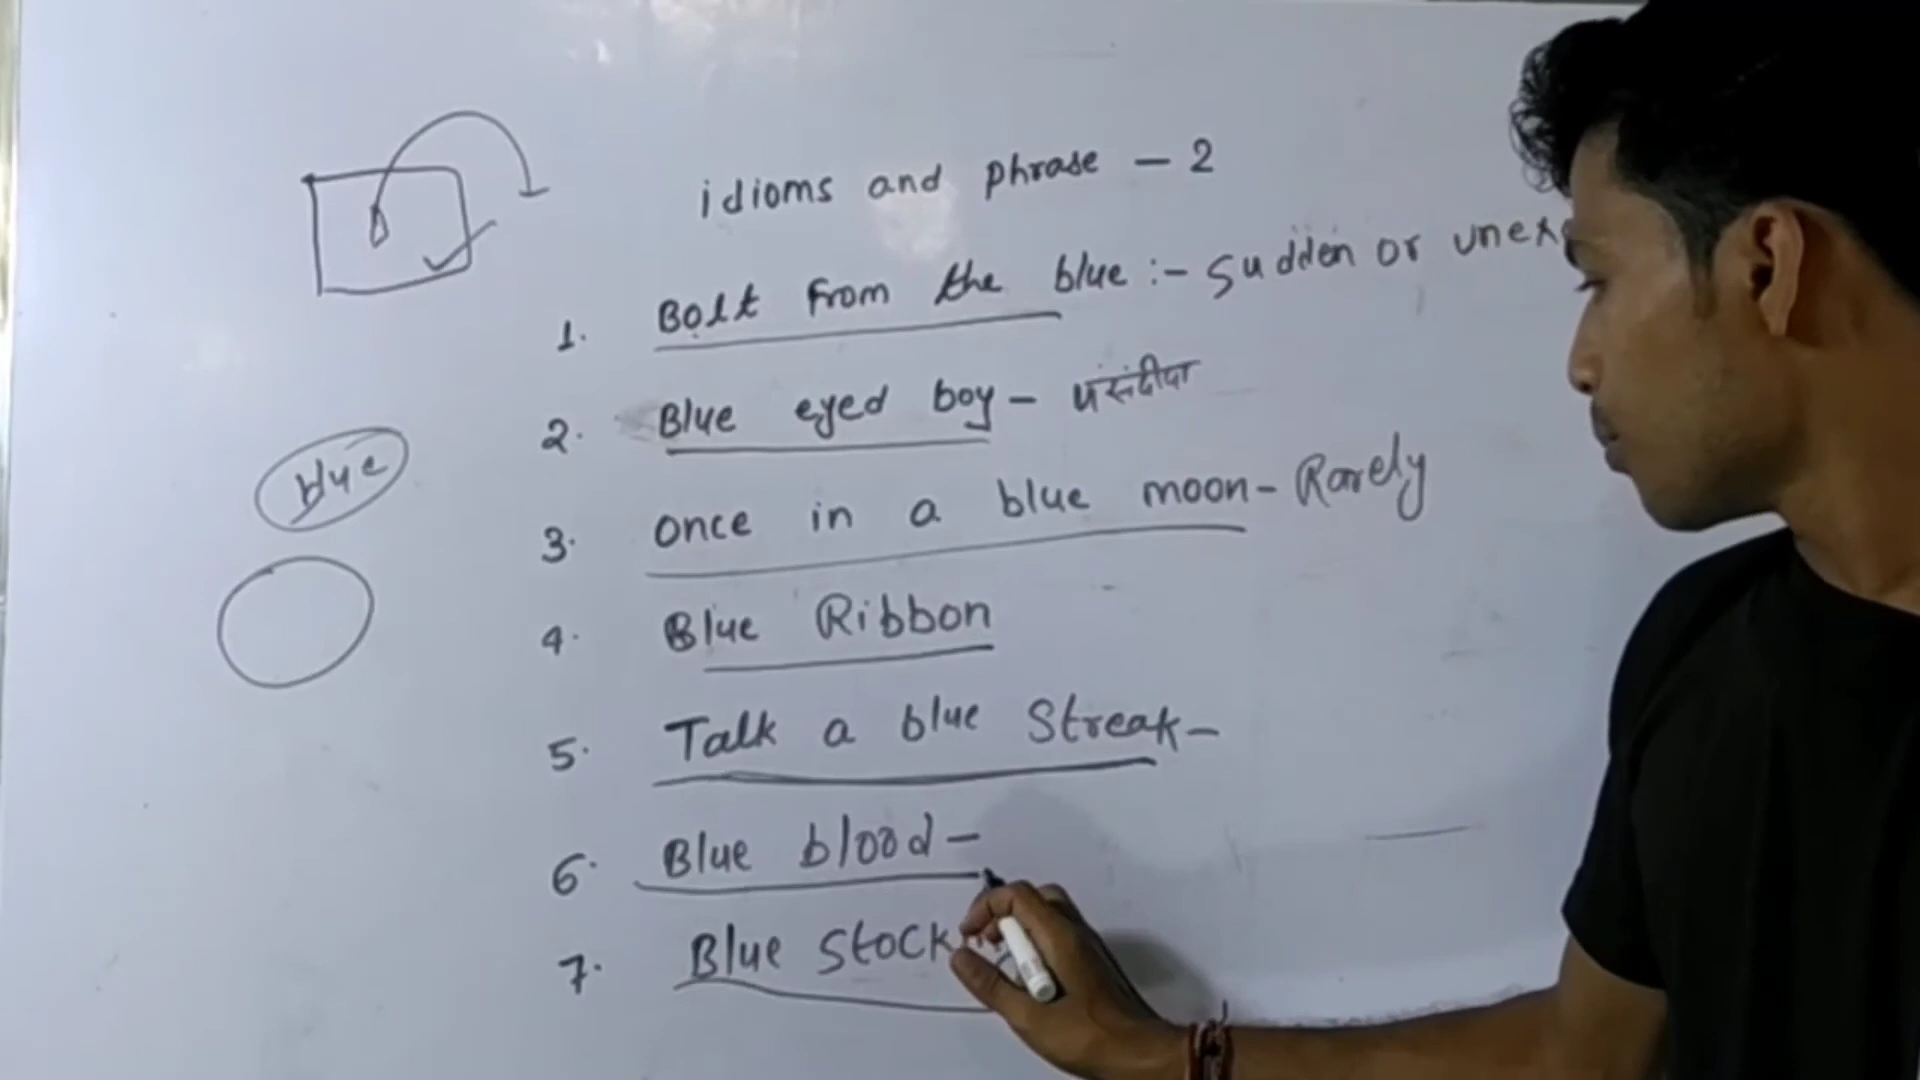 idioms and phrase - 2
1. Bolt from the blue :- Sudden or unex
2. Blue eyed boy - पसंदीदा
blue
3. once in a blue moon - Rarely
4. Blue Ribbon
5. Talk a blue Streak -
6. Blue blood -
7. Blue Stock